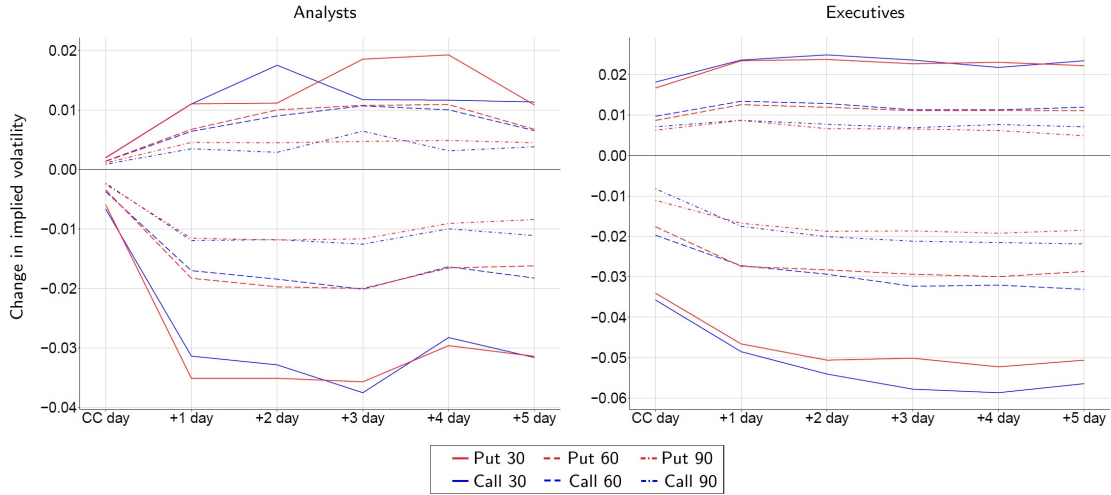 Analysts
Executives
Change in implied volatility
0.02
0.01
0.00
−0.01
−0.02
−0.03
−0.04
CC day +1 day +2 day +3 day +4 day +5 day
0.02
0.01
0.00
−0.01
−0.02
−0.03
−0.04
−0.05
−0.06
CC day +1 day +2 day +3 day +4 day +5 day
Put 30 Put 60 Put 90
Call 30 Call 60 Call 90